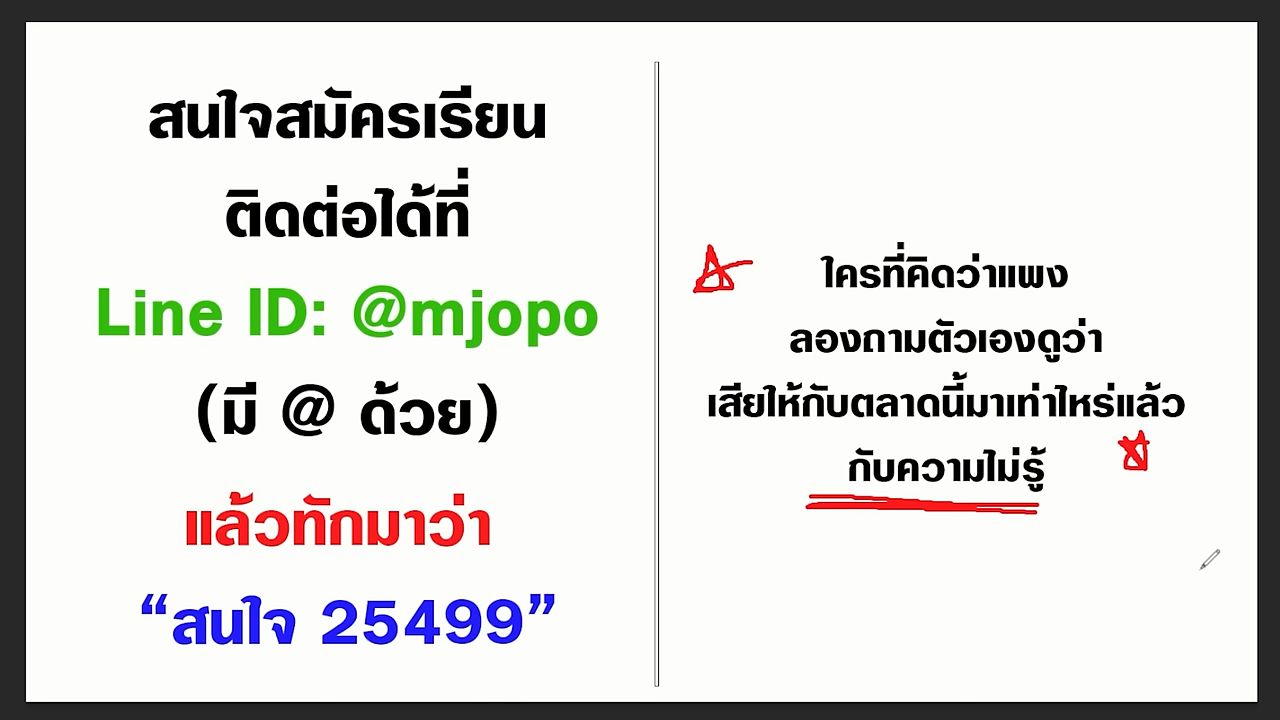 สนใจสมัครเรียน
ติดต่อได้ที่
Line ID: @mjopo
(มี @ ด้วย)
แล้วทักมาว่า
“สนใจ 25499”
ใครที่คิดว่าแพง
ลองถามตัวเองดูว่า
เสียให้กับตลาดนี้มาเท่าไหร่แล้ว
กับความไม่รู้